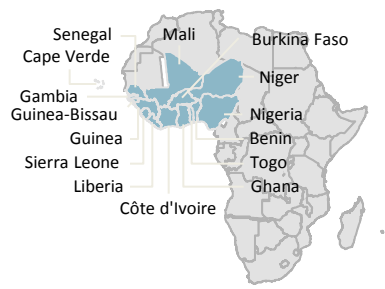 Senegal
Mali
Burkina Faso
Cape Verde
Niger
Gambia
Guinea-Bissau
Nigeria
Guinea
Benin
Sierra Leone
Togo
Liberia
Ghana
Côte d'Ivoire